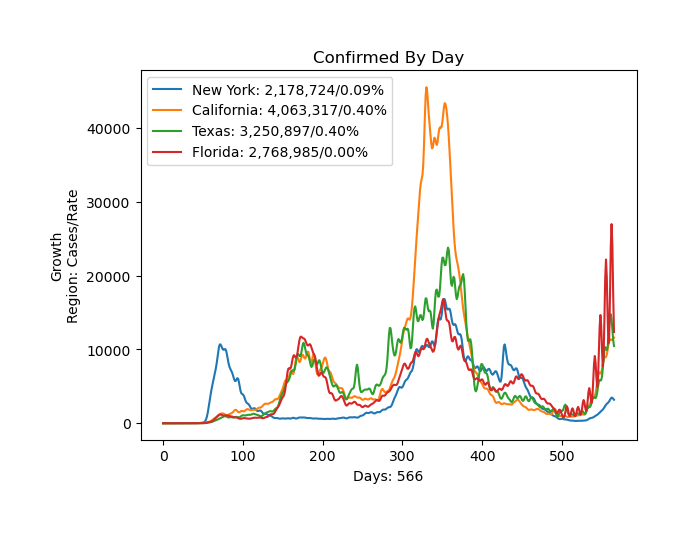 Confirmed By Day
New York: 2,178,724/0.09%
California: 4,063,317/0.40%
Texas: 3,250,897/0.40%
Florida: 2,768,985/0.00%
Growth
Region: Cases/Rate
40000
30000
20000
10000
0
0 100 200 300 400 500
Days: 566